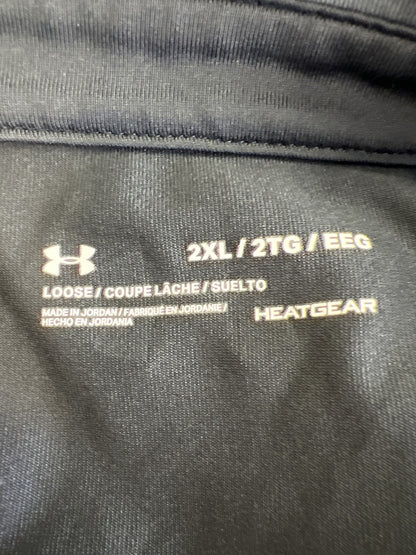 2XL / 2TG / EEG
LOOSE / COUPE LÂCHE / SUELTO
MADE IN JORDAN / FABRIQUÉ EN JORDANIE /
HECHO EN JORDANIA
HEATGEAR